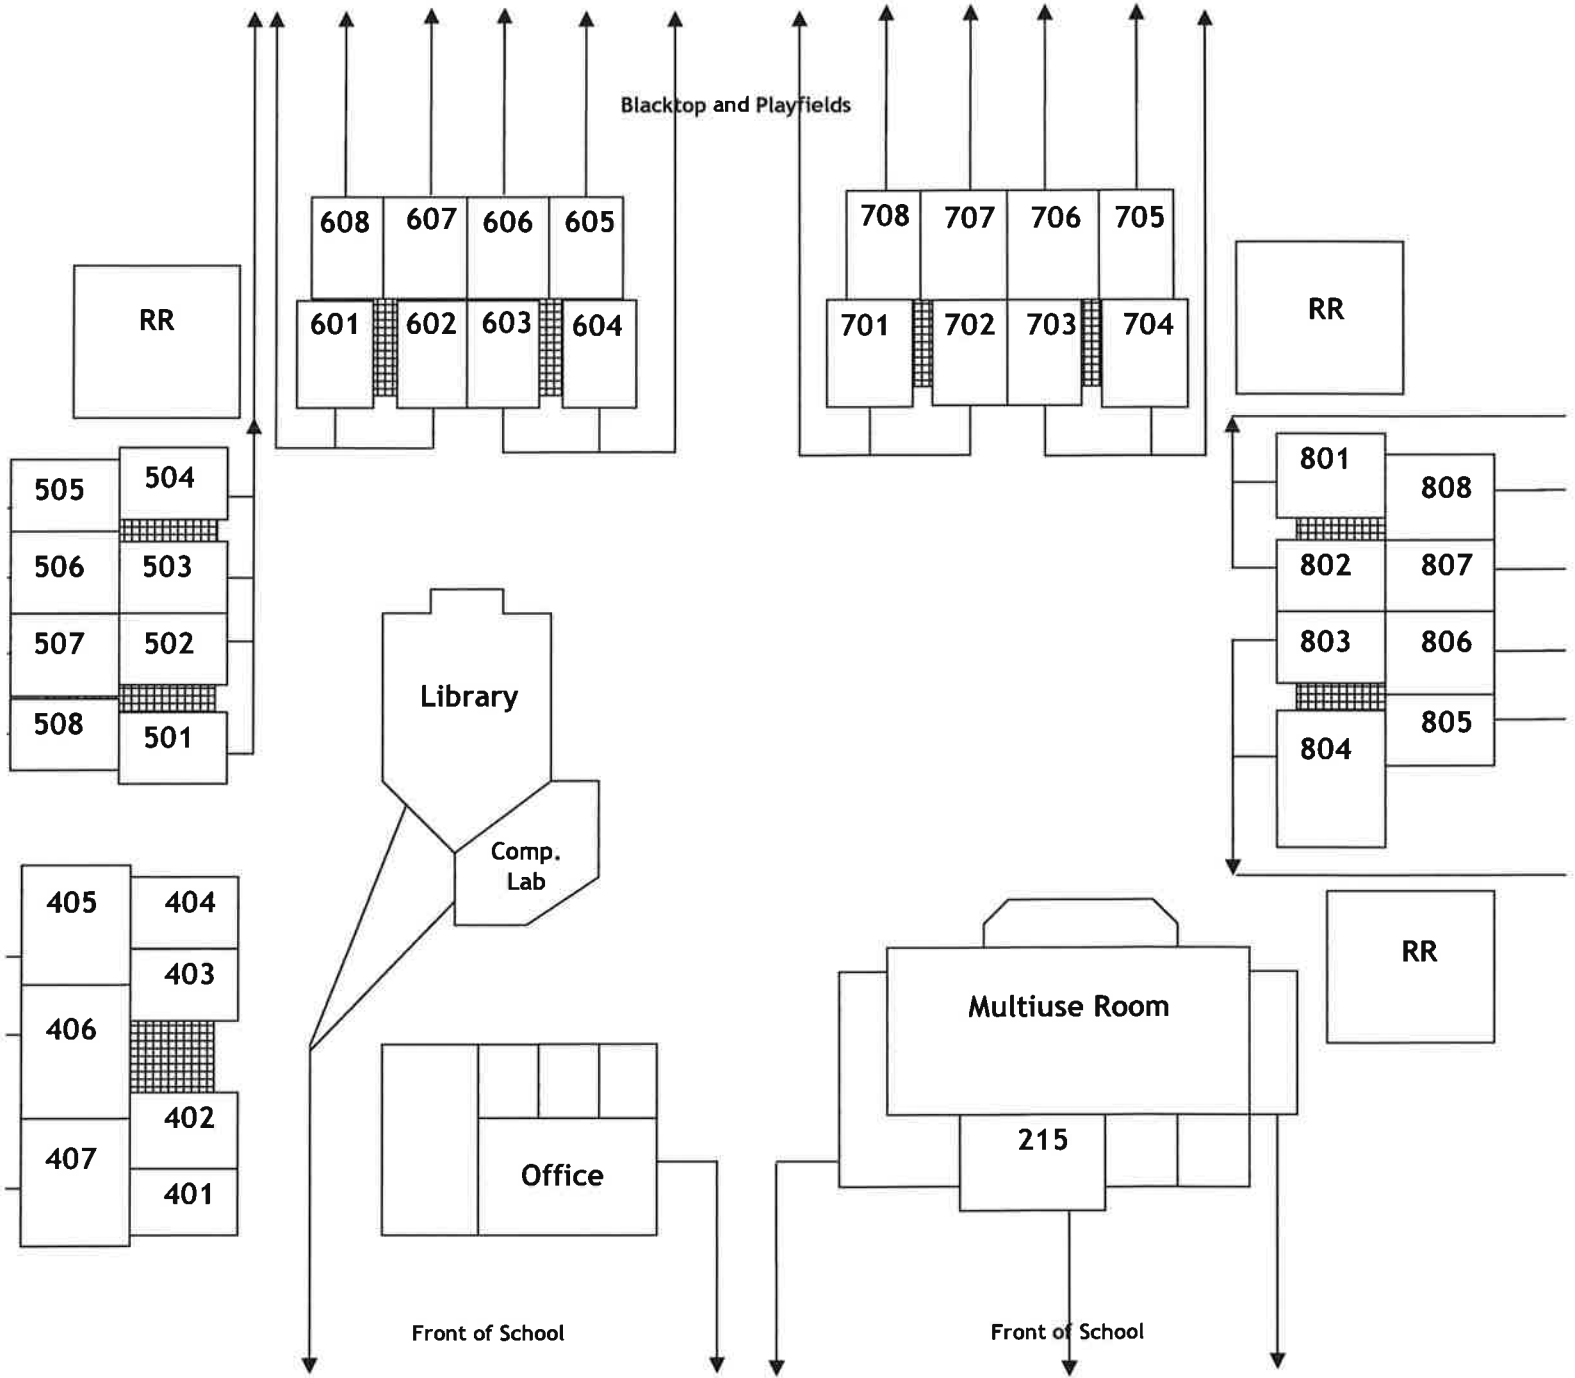 Blacktop and Playfields
608 607 606 605
708 707 706 705
RR
601 602 603 604
701 702 703 704
RR
505 504
506 503
507 502
508 501
801 808
802 807
803 806
804 805
Library
Comp.
Lab
405 404
403
406
402
407
401
Multiuse Room
RR
215
Office
Front of School
Front of School